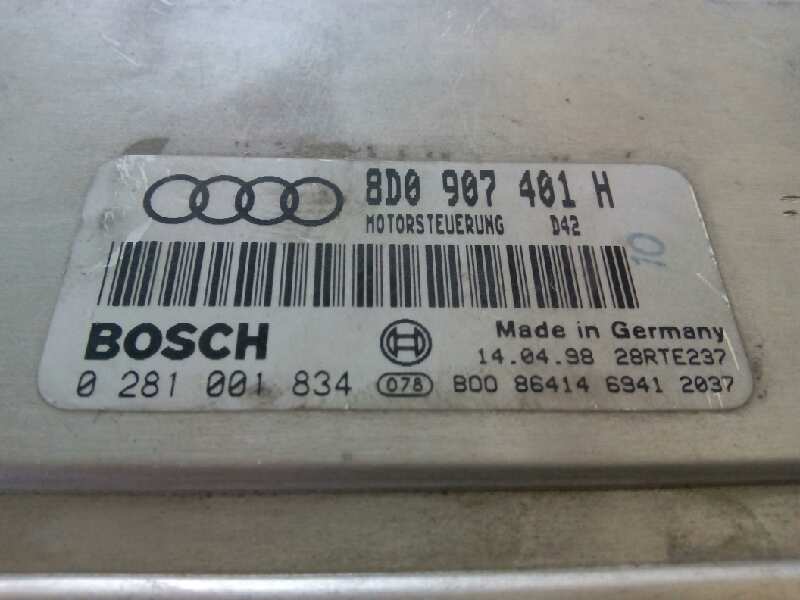 8D0 907 401 H
MOTORSTEUERUNG D42
10
BOSCH
Made in Germany
14.04.98 28RTE237
0 281 001 834 078 BOO 86414 6941 2037